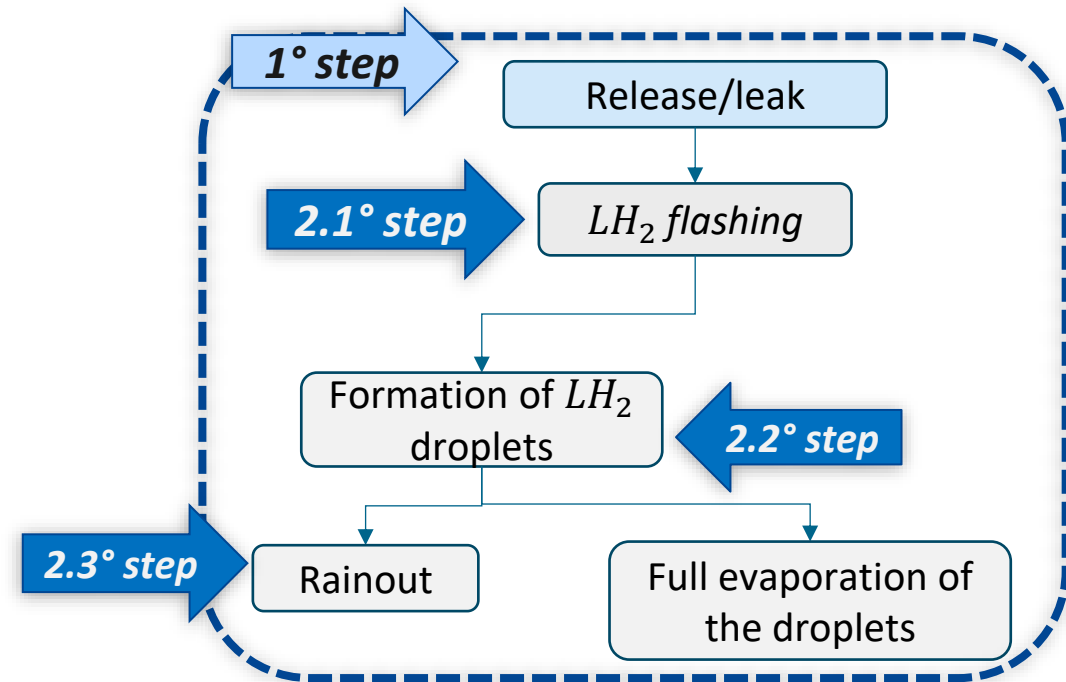 1° step
Release/leak
2.1° step
LH₂ flashing
Formation of LH₂
droplets
2.2° step
2.3° step
Rainout
Full evaporation of
the droplets